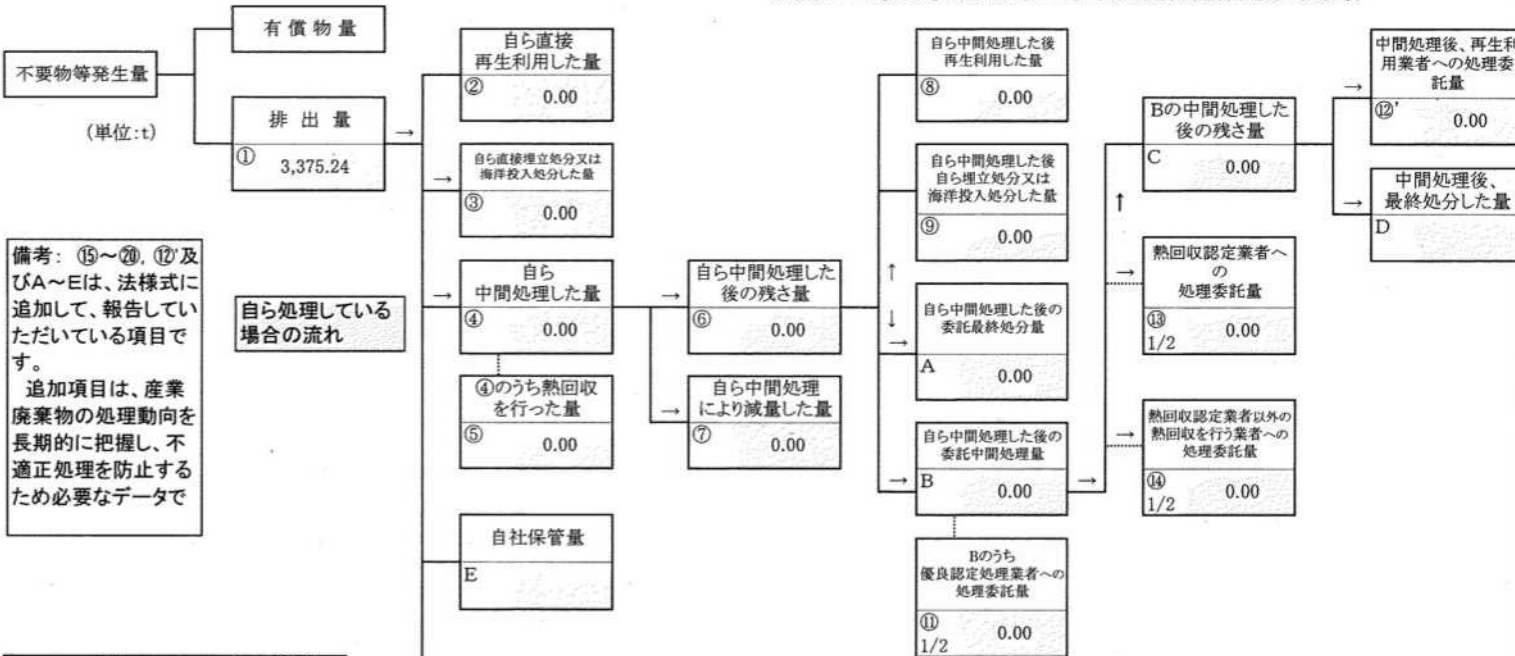 有償物量
不要物等発生量
(単位:t)
排出量
①
3,375.24
→
自ら直接
再生利用した量
②
0.00
→
自ら直接埋立処分又は
海洋投入処分した量
③
0.00
→
自ら
中間処理した量
④
0.00
④のうち熱回収
を行った量
⑤
0.00
自社保管量
E
備考: ⑮~⑳, ⑫'及
びA~Eは、法様式に
追加して、報告してい
ただいている項目で
す。
追加項目は、産業
廃棄物の処理動向を
長期的に把握し、不
適正処理を防止する
ため必要なデータで
自ら処理している
場合の流れ
→
自ら中間処理した
後の残さ量
⑥
0.00
→
自ら中間処理
により減量した量
⑦
0.00
自ら中間処理した後
再生利用した量
⑧
0.00
自ら中間処理した後
自ら埋立処分又は
海洋投入処分した量
⑨
0.00
↑
↓
→
自ら中間処理した後の
委託最終処分量
A
0.00
→
自ら中間処理した後の
委託中間処理量
B
0.00
→
Bのうち
優良認定処理業者への
処理委託量
⑪
1/2
0.00
↑
Bの中間処理した
後の残さ量
C
0.00
→
熱回収認定業者へ
の
処理委託量
⑬
1/2
0.00
→
熱回収認定業者以外の
熱回収を行う業者への
処理委託量
⑭
1/2
0.00
→
中間処理後、再生利
用業者への処理委
託量
⑫'
0.00
→
中間処理後、
最終処分した量
D